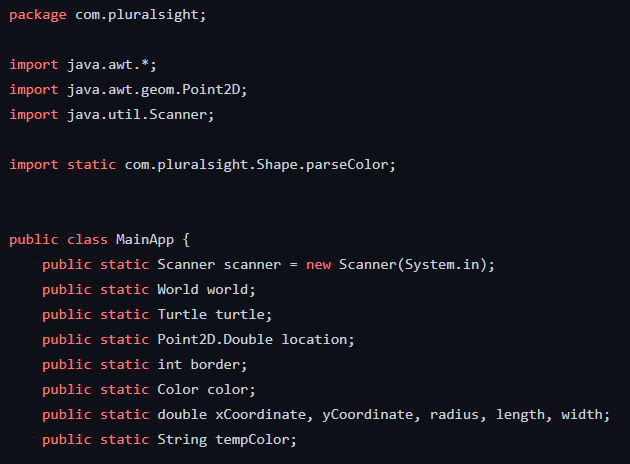 package com.pluralsight;
import java.awt.*;
import java.awt.geom.Point2D;
import java.util.Scanner;
import static com.pluralsight.Shape.parseColor;
public class MainApp {
    public static Scanner scanner = new Scanner(System.in);
    public static World world;
    public static Turtle turtle;
    public static Point2D.Double location;
    public static int border;
    public static Color color;
    public static double xCoordinate, yCoordinate, radius, length, width;
    public static String tempColor;